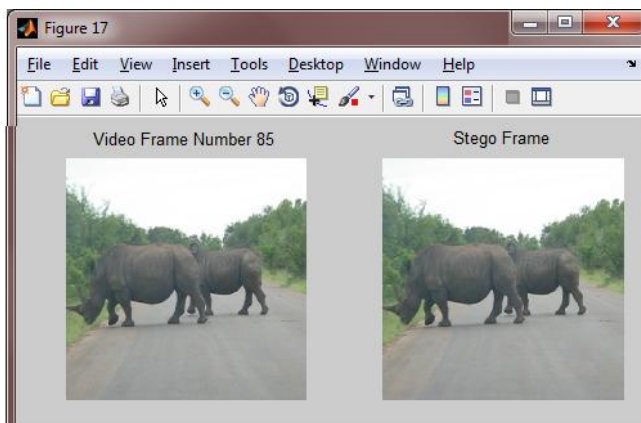 Figure 17
File Edit View Insert Tools Desktop Window Help
Video Frame Number 85
Stego Frame